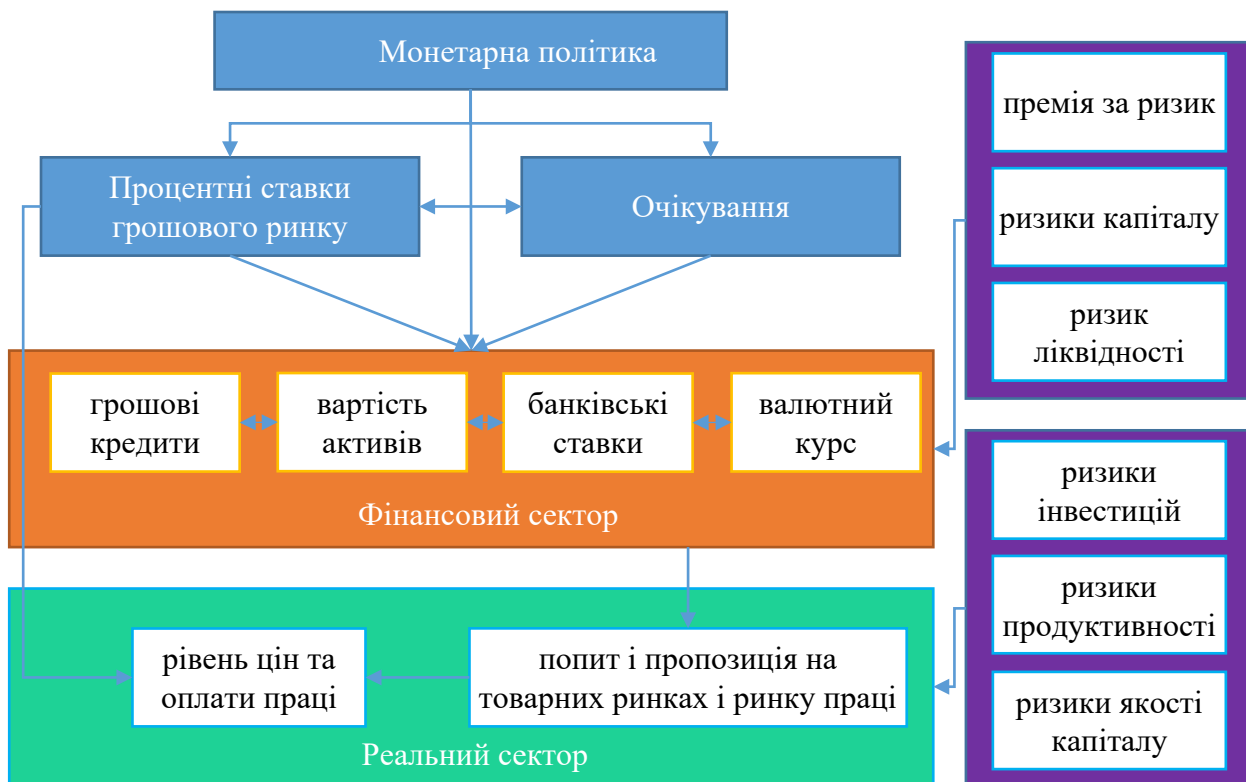 Монетарна політика
Процентні ставки
грошового ринку
Очікування
грошові
кредити
вартість
активів
банківські
ставки
валютний
курс
Фінансовий сектор
рівень цін та
оплати праці
попит і пропозиція на
товарних ринках і ринку праці
Реальний сектор
премія за ризик
ризики капіталу
ризик
ліквідності
ризики
інвестицій
ризики
продуктивності
ризики якості
капіталу